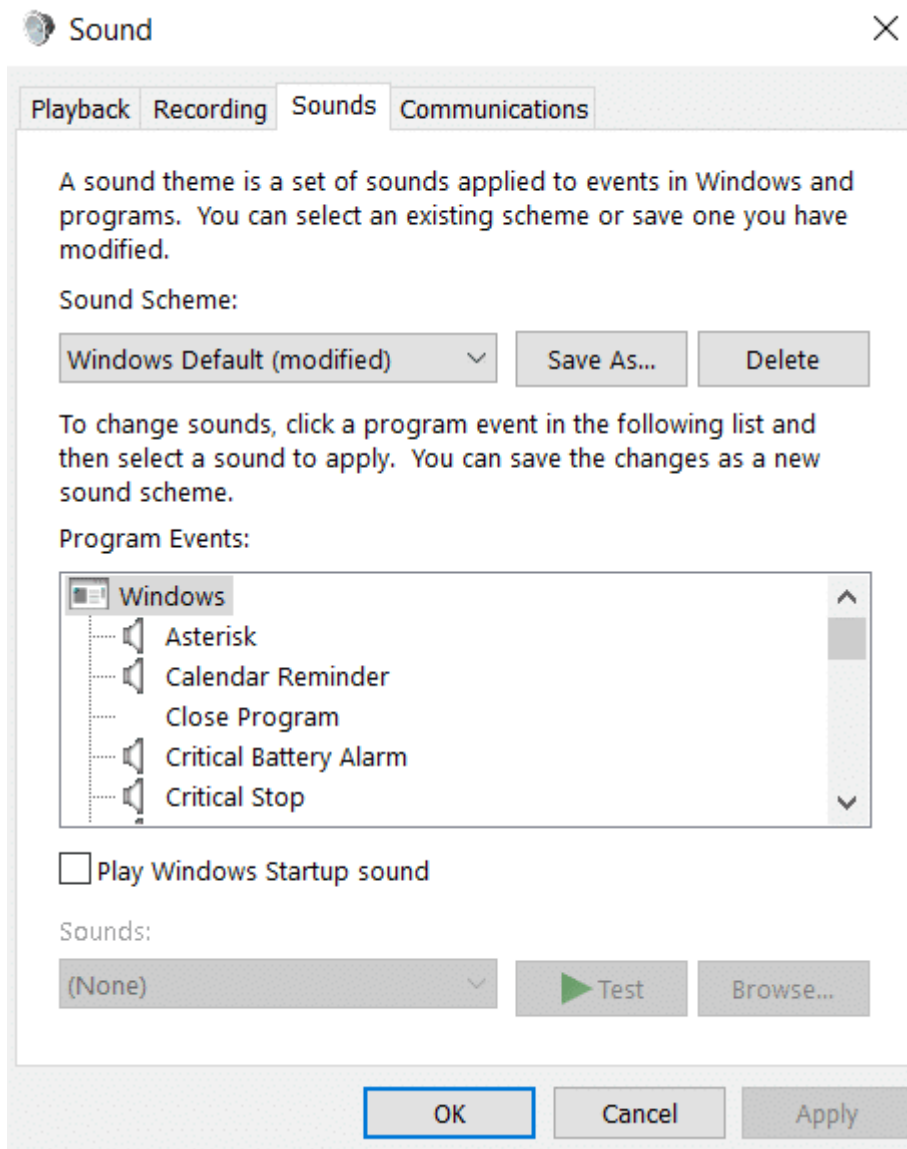 Sound
Playback Recording Sounds Communications
A sound theme is a set of sounds applied to events in Windows and
programs. You can select an existing scheme or save one you have
modified.
Sound Scheme:
Windows Default (modified) Save As... Delete
To change sounds, click a program event in the following list and
then select a sound to apply. You can save the changes as a new
sound scheme.
Program Events:
Windows
Asterisk
Calendar Reminder
Close Program
Critical Battery Alarm
Critical Stop
Play Windows Startup sound
Sounds:
(None) Test Browse...
OK Cancel Apply